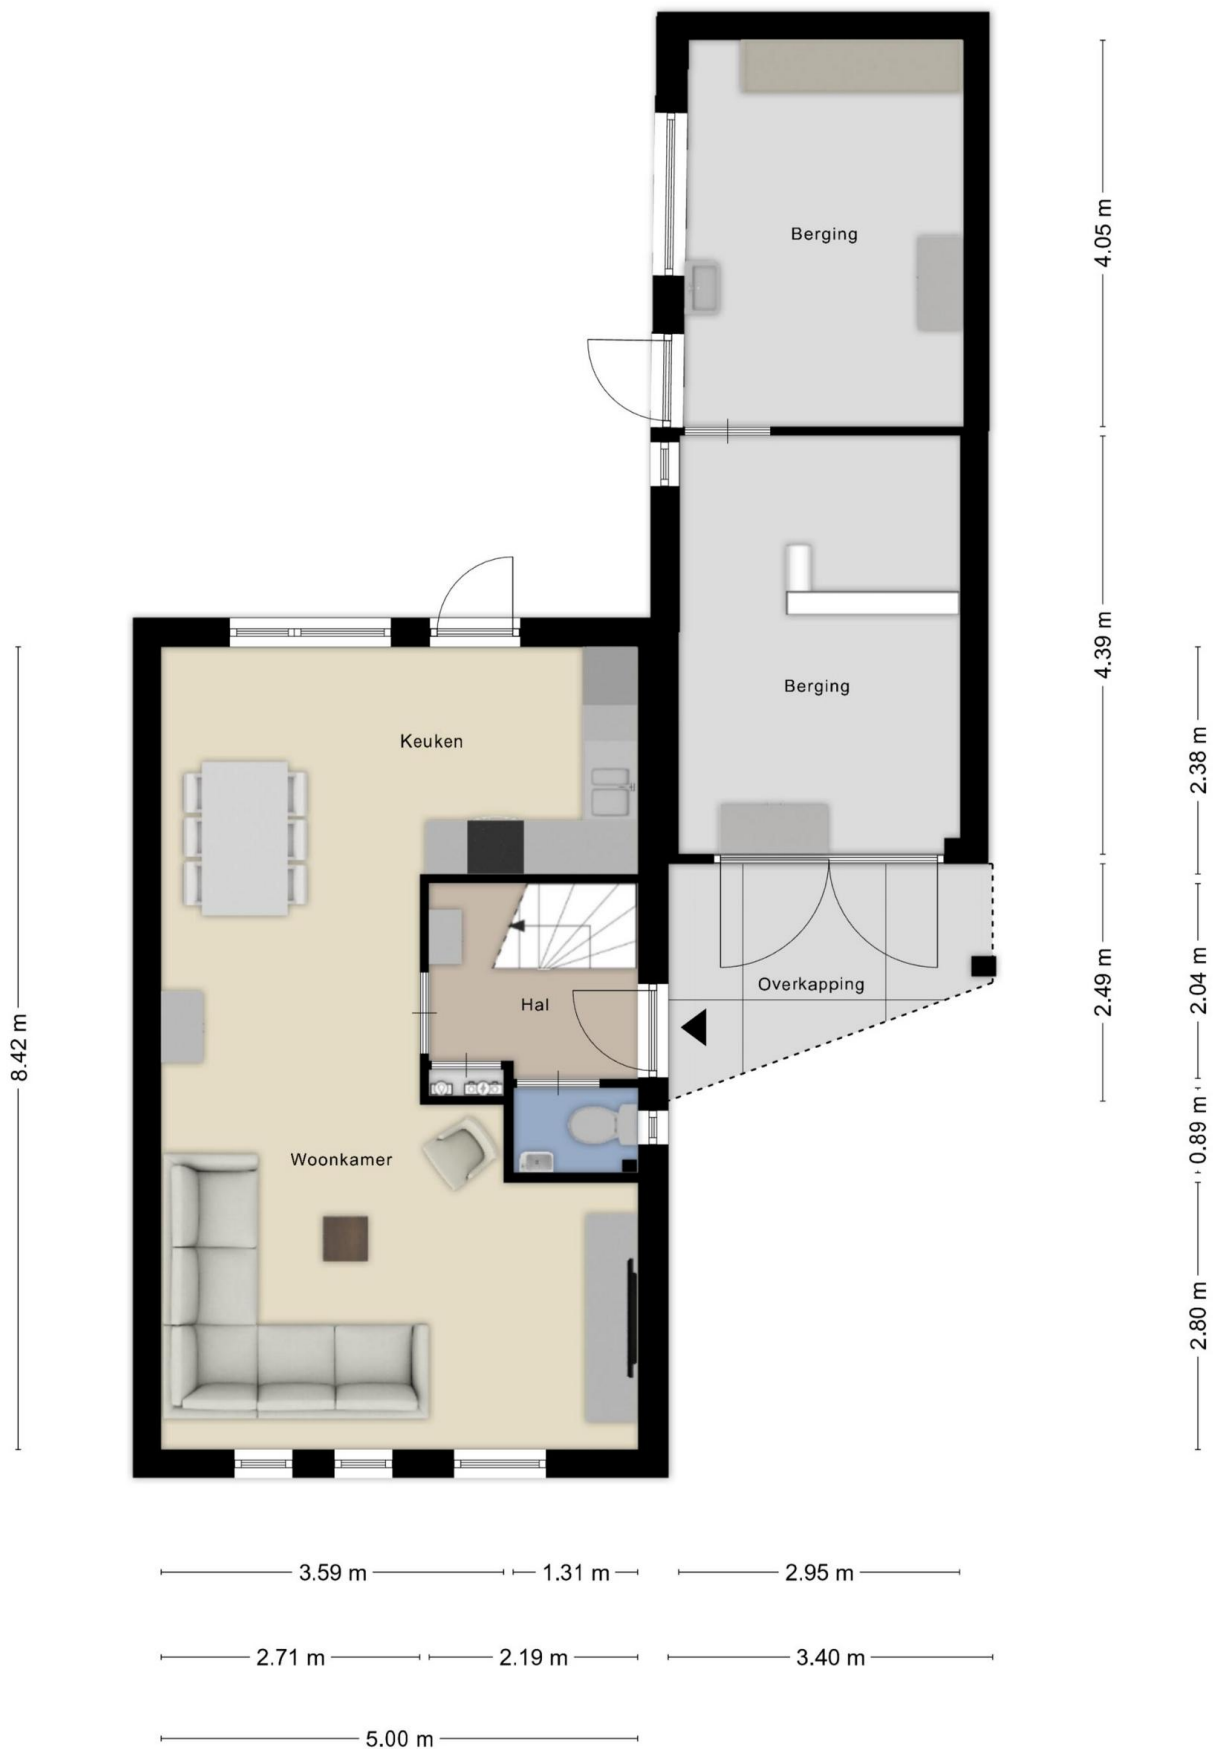 Berging
4.05 m
Berging
4.39 m
Keuken
2.38 m
Overkapping
2.49 m
Hal
2.04 m
8.42 m
0.89 m
Woonkamer
2.80 m
3.59 m
1.31 m
2.95 m
2.71 m
2.19 m
3.40 m
5.00 m